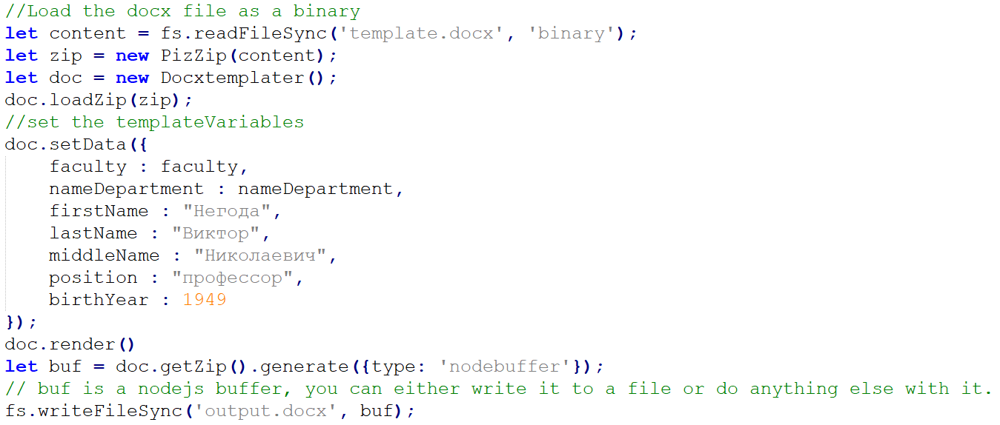 //Load the docx file as a binary
let content = fs.readFileSync('template.docx', 'binary');
let zip = new PizZip(content);
let doc = new Docxtemplater();
doc.loadZip(zip);
//set the templateVariables
doc.setData({
    faculty : faculty,
    nameDepartment : nameDepartment,
    firstName : "Негода",
    lastName : "Виктор",
    middleName : "Николаевич",
    position : "профессор",
    birthYear : 1949
});
doc.render()
let buf = doc.getZip().generate({type: 'nodebuffer'});
// buf is a nodejs buffer, you can either write it to a file or do anything else with it.
fs.writeFileSync('output.docx', buf);